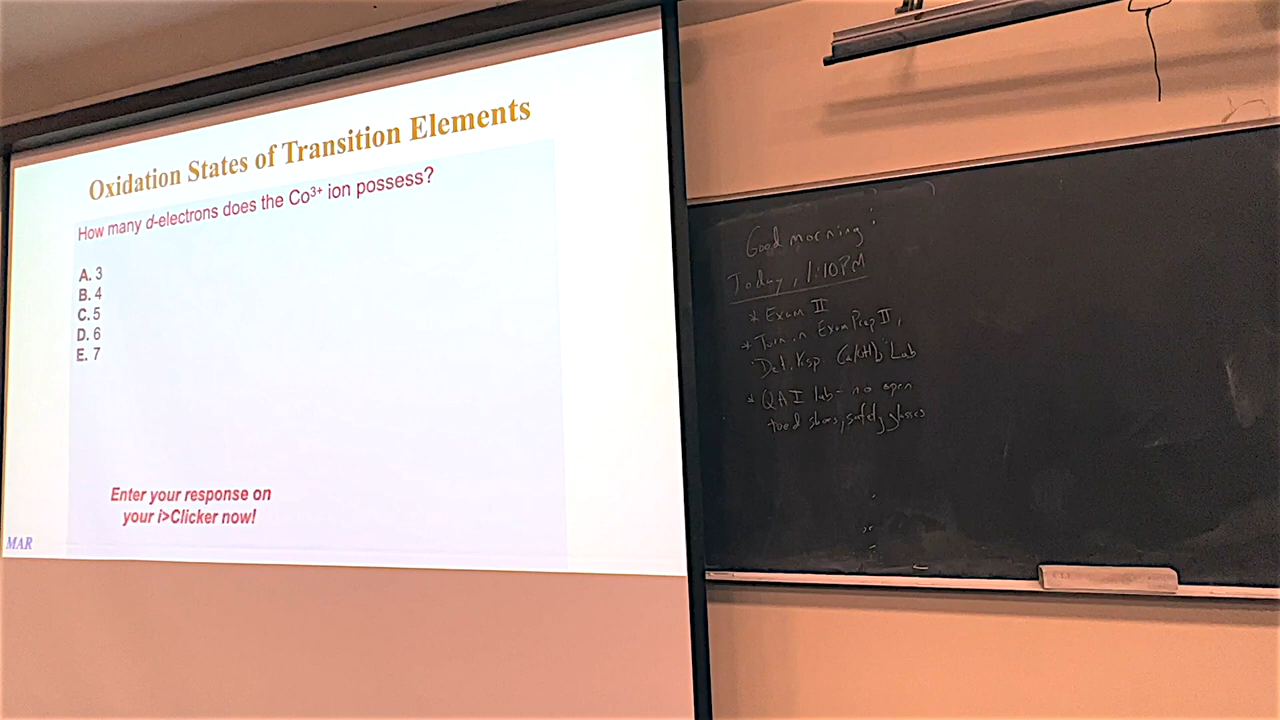 Oxidation States of Transition Elements
How many d-electrons does the Co³⁺ ion possess?
A. 3
B. 4
C. 5
D. 6
E. 7
Enter your response on
your i>Clicker now!
MAR
Good morning!
Today, 1:10PM
* Exam II
* Turn in Exam Prep II,
"Det. Ksp Ca(OH)₂" Lab
* QA I lab - no open
toed shoes, safety glasses